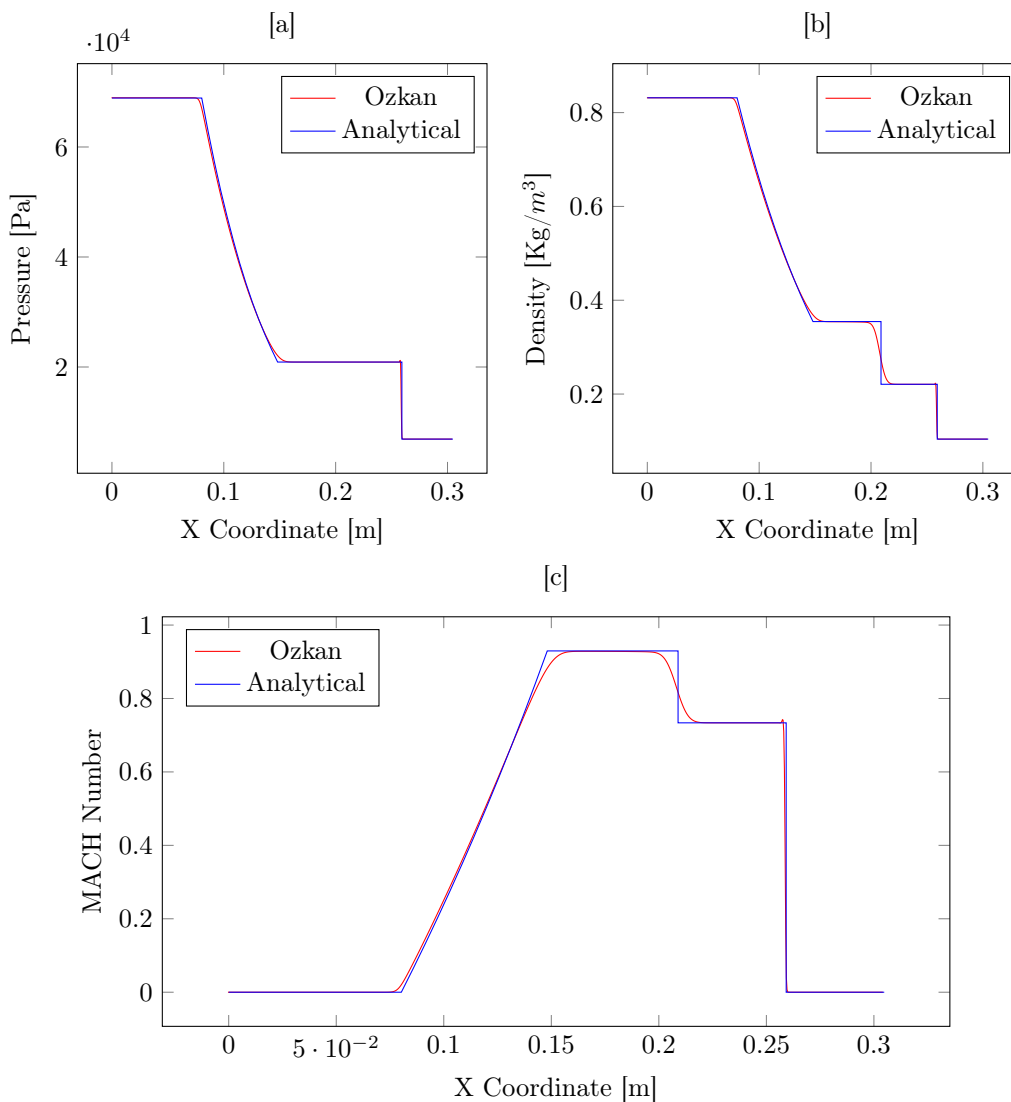 [a]
·10⁴
Ozkan
Analytical
6
4
2
Pressure [Pa]
0 0.1 0.2 0.3
X Coordinate [m]
[b]
Ozkan
Analytical
0.8
0.6
0.4
0.2
Density [Kg/m³]
0 0.1 0.2 0.3
X Coordinate [m]
[c]
Ozkan
Analytical
1
0.8
0.6
0.4
0.2
0
MACH Number
0 5 · 10⁻² 0.1 0.15 0.2 0.25 0.3
X Coordinate [m]